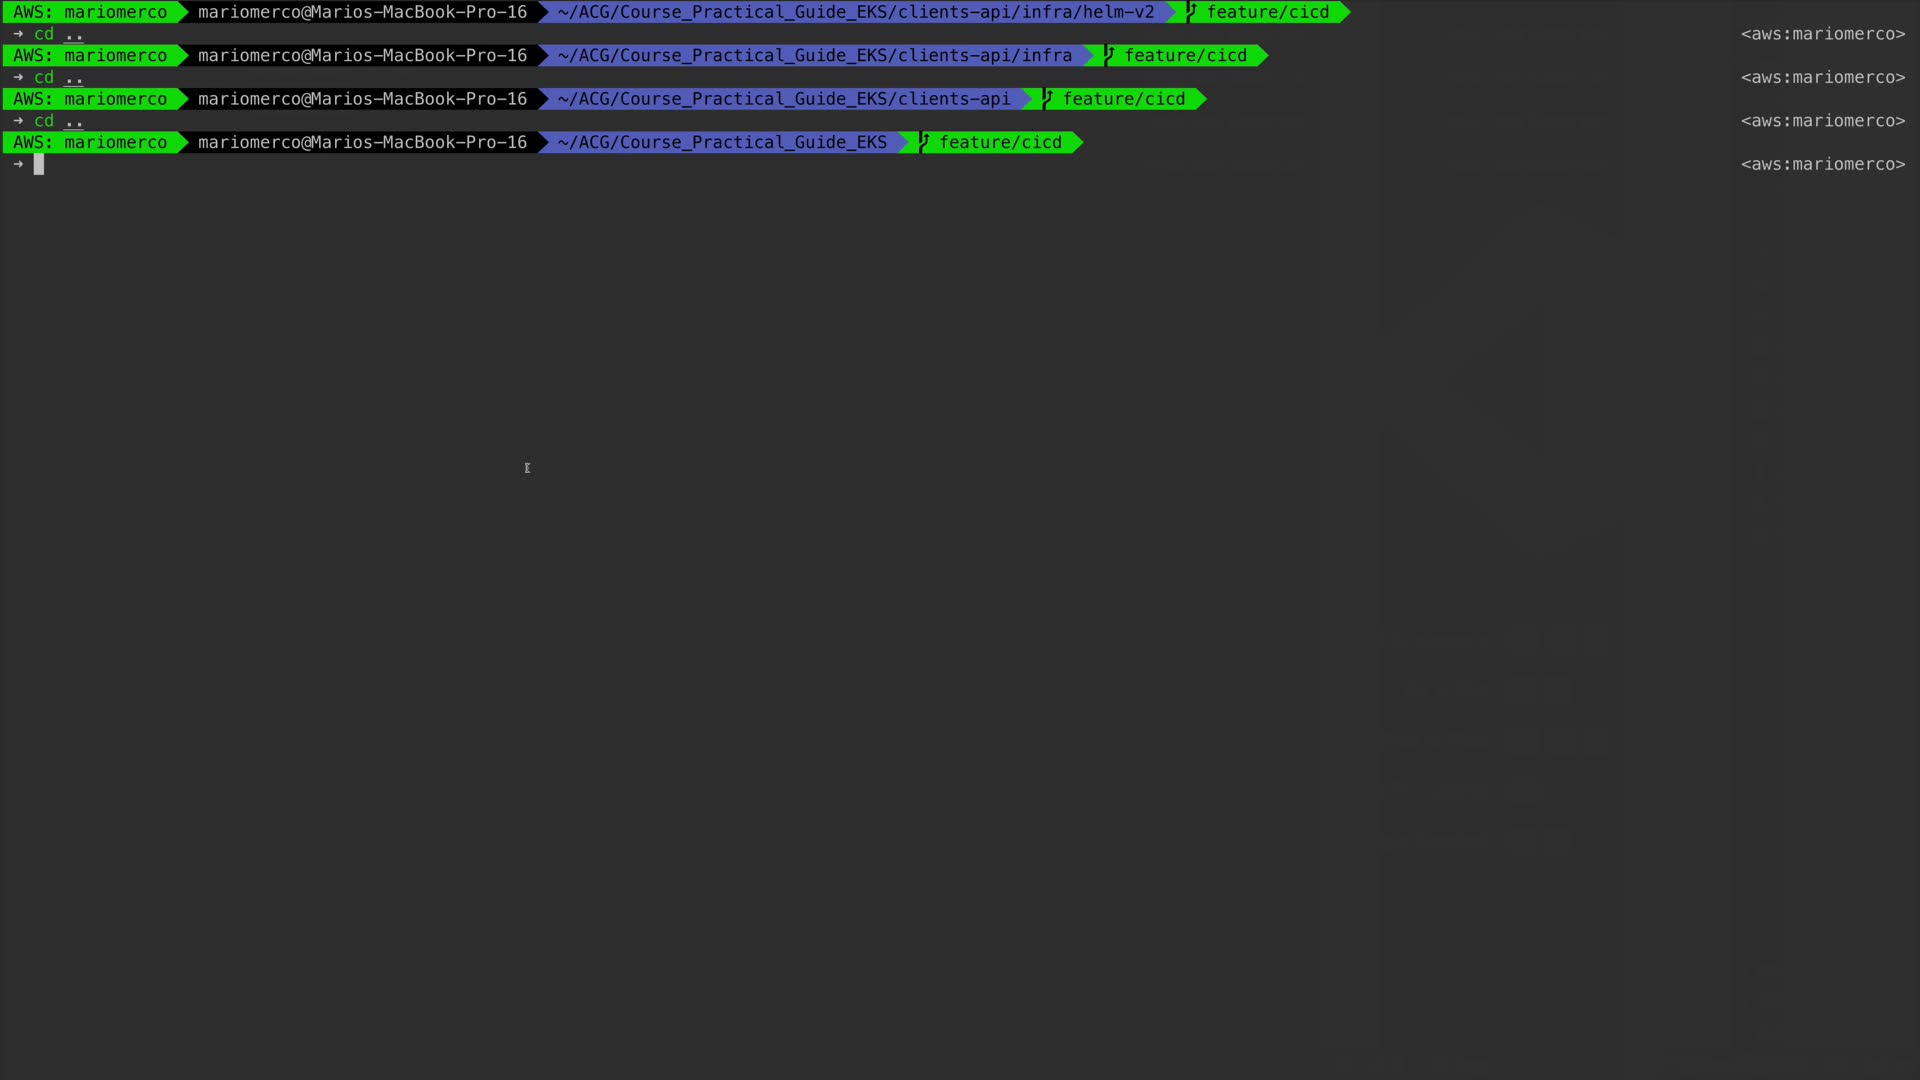 AWS: mariomerco mariomerco@Marios-MacBook-Pro-16 ~/ACG/Course_Practical_Guide_EKS/clients-api/infra/helm-v2 feature/cicd
→ cd .. <aws:mariomerco>
AWS: mariomerco mariomerco@Marios-MacBook-Pro-16 ~/ACG/Course_Practical_Guide_EKS/clients-api/infra feature/cicd
→ cd .. <aws:mariomerco>
AWS: mariomerco mariomerco@Marios-MacBook-Pro-16 ~/ACG/Course_Practical_Guide_EKS/clients-api feature/cicd
→ cd .. <aws:mariomerco>
AWS: mariomerco mariomerco@Marios-MacBook-Pro-16 ~/ACG/Course_Practical_Guide_EKS feature/cicd
→ <aws:mariomerco>